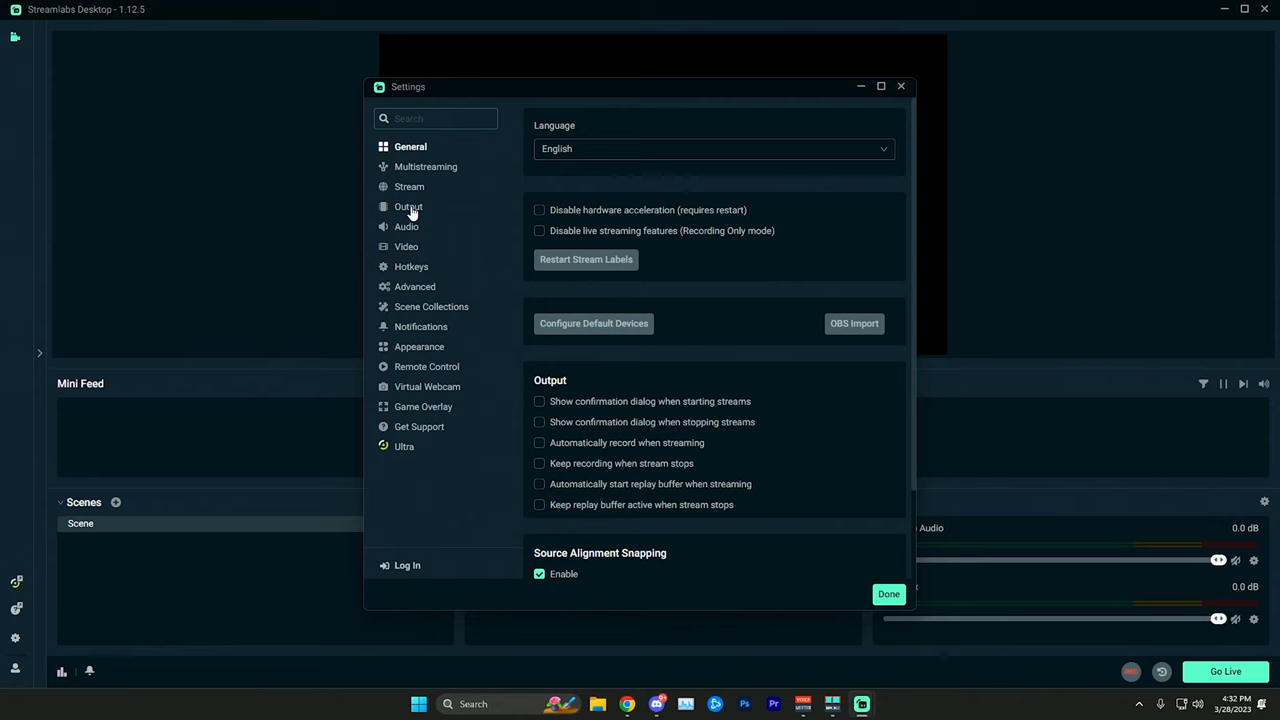 Streamlabs Desktop - 1.12.5
Settings
Search
General
Multistreaming
Stream
Output
Audio
Video
Hotkeys
Advanced
Scene Collections
Notifications
Appearance
Remote Control
Virtual Webcam
Game Overlay
Get Support
Ultra
Log In
Language
English
Disable hardware acceleration (requires restart)
Disable live streaming features (Recording Only mode)
Restart Stream Labels
Configure Default Devices
OBS Import
Output
Show confirmation dialog when starting streams
Show confirmation dialog when stopping streams
Automatically record when streaming
Keep recording when stream stops
Automatically start replay buffer when streaming
Keep replay buffer active when stream stops
Source Alignment Snapping
Enable
Done
Mini Feed
Scenes
Scene
Audio
0.0 dB
0.0 dB
Go Live
Search
4:32 PM
3/28/2023